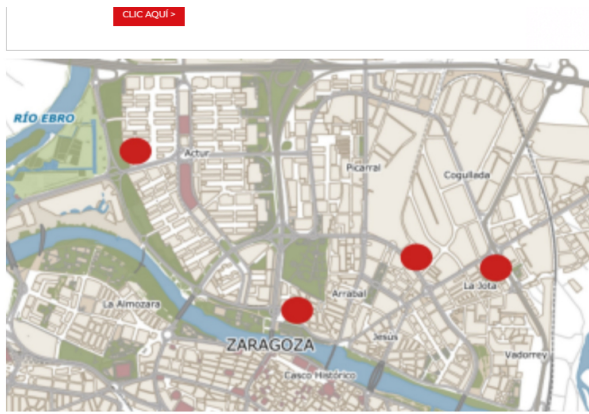 CLIC AQUÍ >
RÍO EBRO
Actur
Picarral
Cogullada
La Almozara
Arrabal
La Jota
ZARAGOZA
Jesús
Vadorrey
Casco Histórico